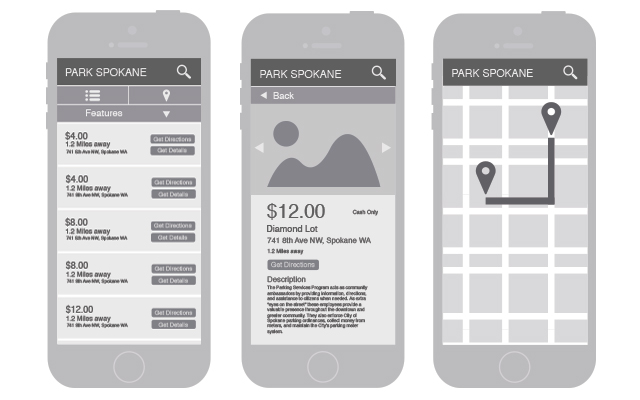 PARK SPOKANE
Features
$4.00
1.2 Miles away
741 8th Ave NW, Spokane WA
Get Directions
Get Details
$4.00
1.2 Miles away
741 8th Ave NW, Spokane WA
Get Directions
Get Details
$8.00
1.2 Miles away
741 8th Ave NW, Spokane WA
Get Directions
Get Details
$8.00
1.2 Miles away
741 8th Ave NW, Spokane WA
Get Directions
Get Details
$12.00
1.2 Miles away
741 8th Ave NW, Spokane WA
Get Directions
Get Details
PARK SPOKANE
Back
$12.00
Cash Only
Diamond Lot
741 8th Ave NW, Spokane WA
1.2 Miles away
Get Directions
Description
The Parking Services Program acts as community
ambassadors by providing information, directions,
and assistance to citizens when needed. As extra
"eyes on the street" these employees provide a
valuable presence throughout the downtown and
greater community. They also enforce City of
Spokane parking ordinances, collect money from
meters, and maintain the City's parking meter
system.
PARK SPOKANE